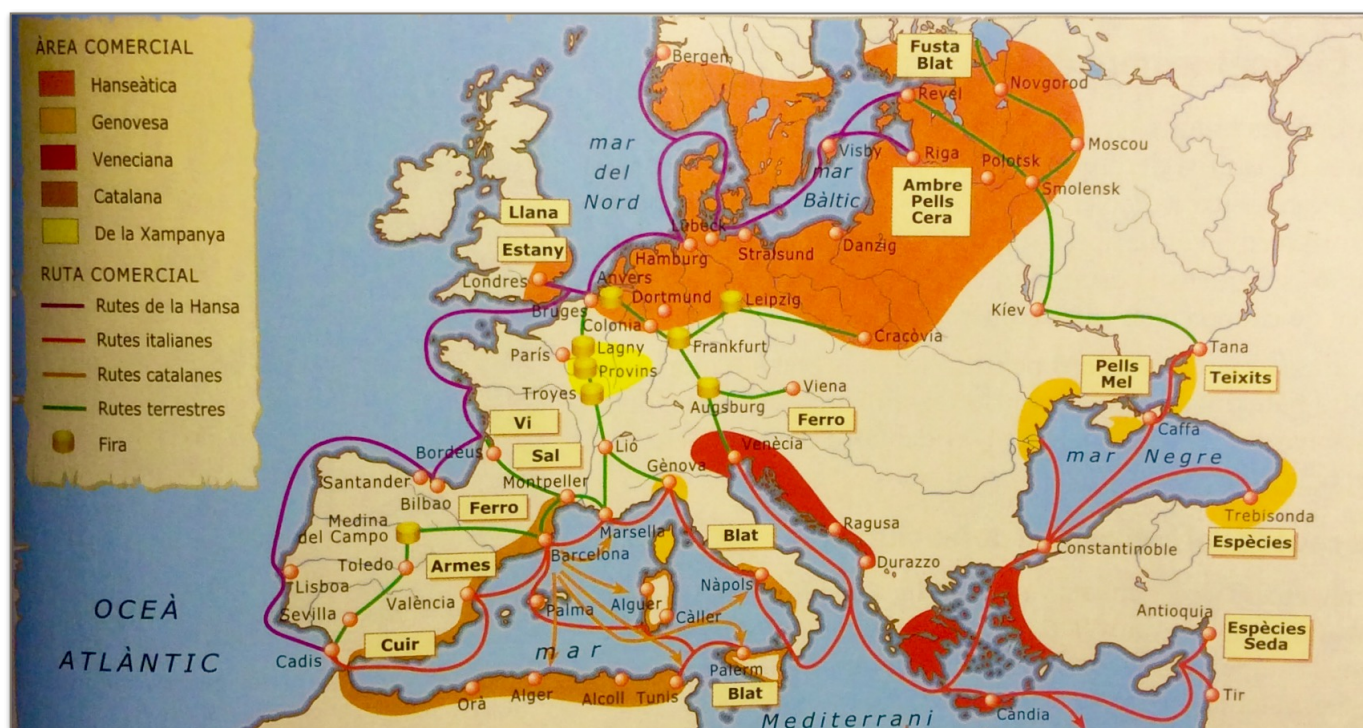 ÀREA COMERCIAL
Hanseàtica
Genovesa
Veneciana
Catalana
De la Xampanya
RUTA COMERCIAL
Rutes de la Hansa
Rutes italianes
Rutes catalanes
Rutes terrestres
Fira
Bergen
Fusta
Blat
Novgorod
Revel
Moscou
mar
del
Nord
Visby
Riga
Polotsk
Smolensk
mar
Bàltic
Ambre
Pells
Cera
Llana
Estany
Lübeck
Hamburg
Stralsund
Danzig
Londres
Anvers
Bruges
Dortmund
Leipzig
Colonia
Kíev
Cracòvia
Frankfurt
París
Lagny
Provins
Troyes
Tana
Pells
Mel
Teixits
Viena
Augsburg
Ferro
Caffa
Vi
Bordeus
Sal
Lió
Venècia
mar Negre
Gènova
Santander
Bilbao
Montpeller
Ferro
Trebisonda
Medina
del Campo
Marsella
Barcelona
Blat
Ragusa
Constantinoble
Espècies
Toledo
Armes
Durazzo
Lisboa
València
Nàpols
Palma
Alguer
Càller
Antioquia
OCEÀ
ATLÀNTIC
Sevilla
Cuir
Espècies
Seda
Cadis
mar
Palerm
Blat
Tir
Orà
Alger
Alcoll
Tunis
Càndia
Mediterrani